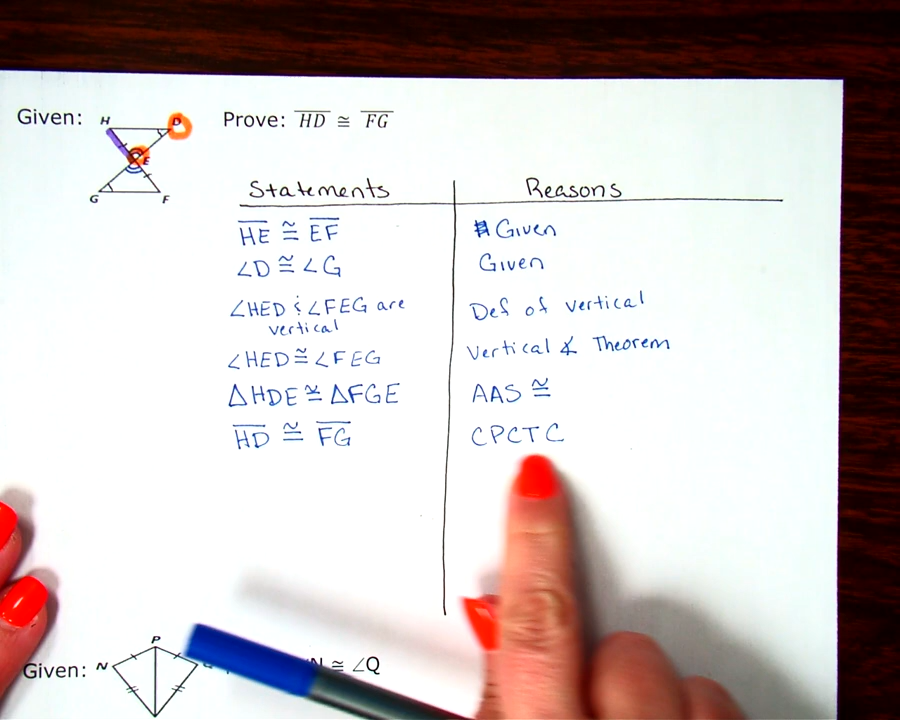 Given: Prove: HD ≅ FG
H D
E
G F
Statements Reasons
HE ≅ EF Given
∠D ≅ ∠G Given
∠HED & ∠FEG are vertical Def of vertical
∠HED ≅ ∠FEG Vertical ∡ Theorem
△HDE ≅ △FGE AAS ≅
HD ≅ FG CPCTC
P
Given: N N ≅ ∠Q